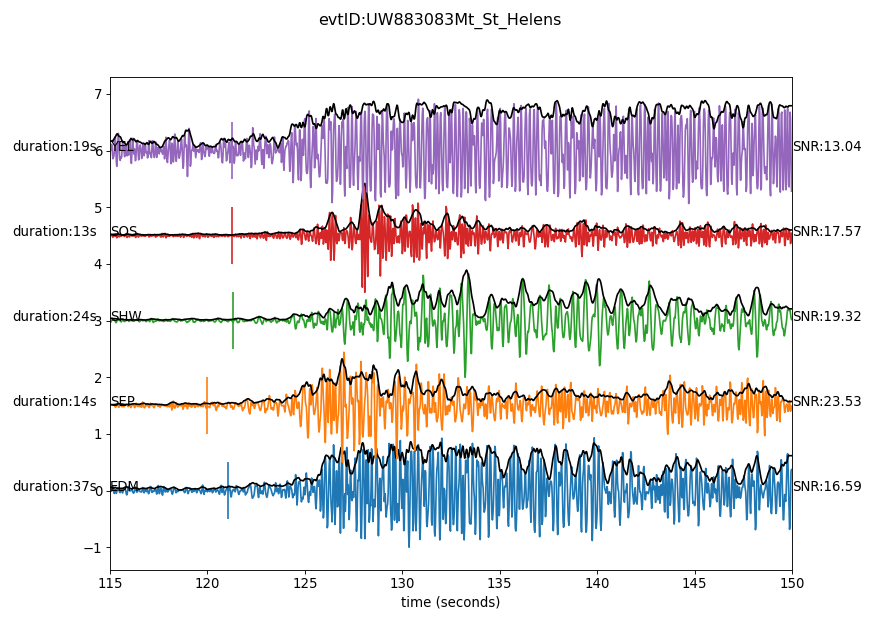 evtID:UW883083Mt_St_Helens
7
duration:19s 6 YEL SNR:13.04
5
duration:13s SOS SNR:17.57
4
duration:24s 3 SHW SNR:19.32
2
duration:14s SEP SNR:23.53
1
duration:37s 0 EDM SNR:16.59
−1
115 120 125 130 135 140 145 150
time (seconds)